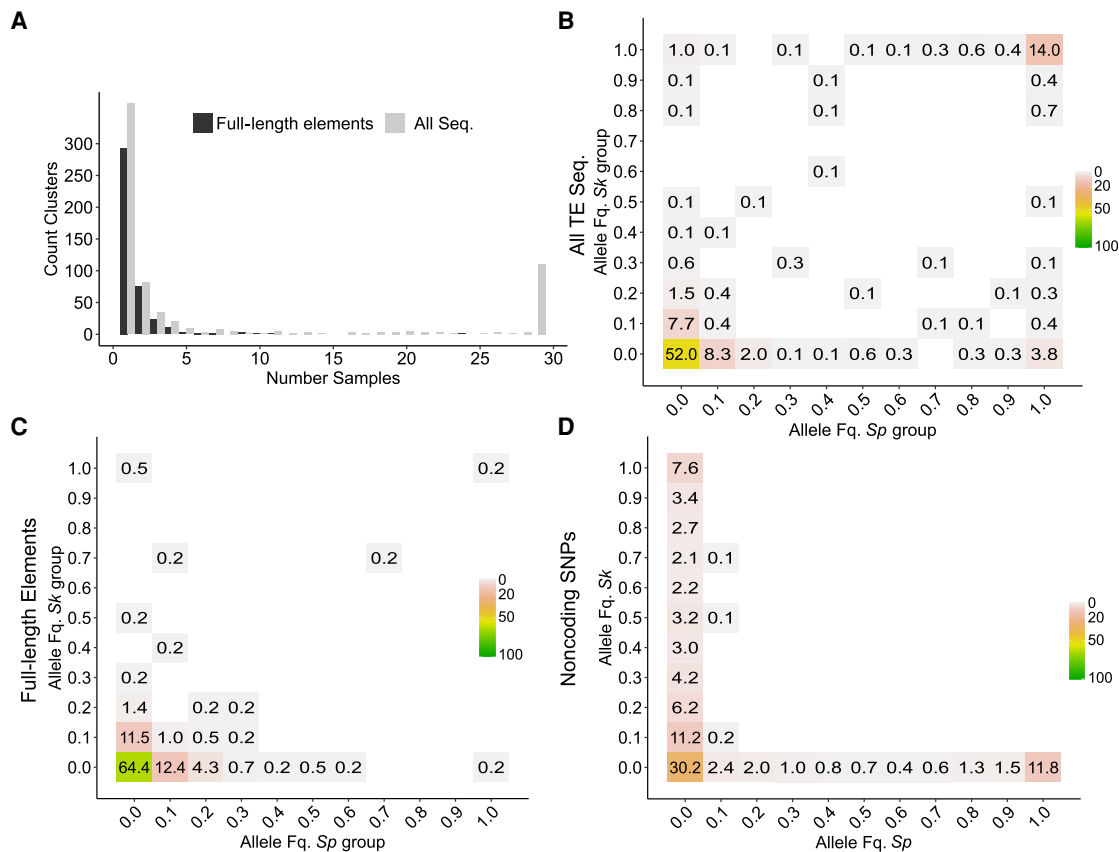 A
Full-length elements
All Seq.
Count Clusters
300
250
200
150
100
50
0
0 5 10 15 20 25 30
Number Samples
B
All TE Seq.
Allele Fq. Sk group
1.0 1.0 0.1 0.1 0.1 0.1 0.3 0.6 0.4 14.0
0.9 0.1 0.1 0.4
0.8 0.1 0.1 0.7
0.7
0.6 0.1
0.5 0.1 0.1 0.1
0.4 0.1 0.1
0.3 0.6 0.3 0.1 0.1
0.2 1.5 0.4 0.1 0.1 0.3
0.1 7.7 0.4 0.1 0.1 0.4
0.0 52.0 8.3 2.0 0.1 0.1 0.6 0.3 0.3 0.3 3.8
0.0 0.1 0.2 0.3 0.4 0.5 0.6 0.7 0.8 0.9 1.0
Allele Fq. Sp group
0
20
50
100
C
Full-length Elements
Allele Fq. Sk group
1.0 0.5 0.2
0.9
0.8
0.7 0.2 0.2
0.6
0.5 0.2
0.4 0.2
0.3 0.2
0.2 1.4 0.2 0.2
0.1 11.5 1.0 0.5 0.2
0.0 64.4 12.4 4.3 0.7 0.2 0.5 0.2 0.2
0.0 0.1 0.2 0.3 0.4 0.5 0.6 0.7 0.8 0.9 1.0
Allele Fq. Sp group
0
20
50
100
D
Noncoding SNPs
Allele Fq. Sk
1.0 7.6
0.9 3.4
0.8 2.7
0.7 2.1 0.1
0.6 2.2
0.5 3.2 0.1
0.4 3.0
0.3 4.2
0.2 6.2
0.1 11.2 0.2
0.0 30.2 2.4 2.0 1.0 0.8 0.7 0.4 0.6 1.3 1.5 11.8
0.0 0.1 0.2 0.3 0.4 0.5 0.6 0.7 0.8 0.9 1.0
Allele Fq. Sp
0
20
50
100